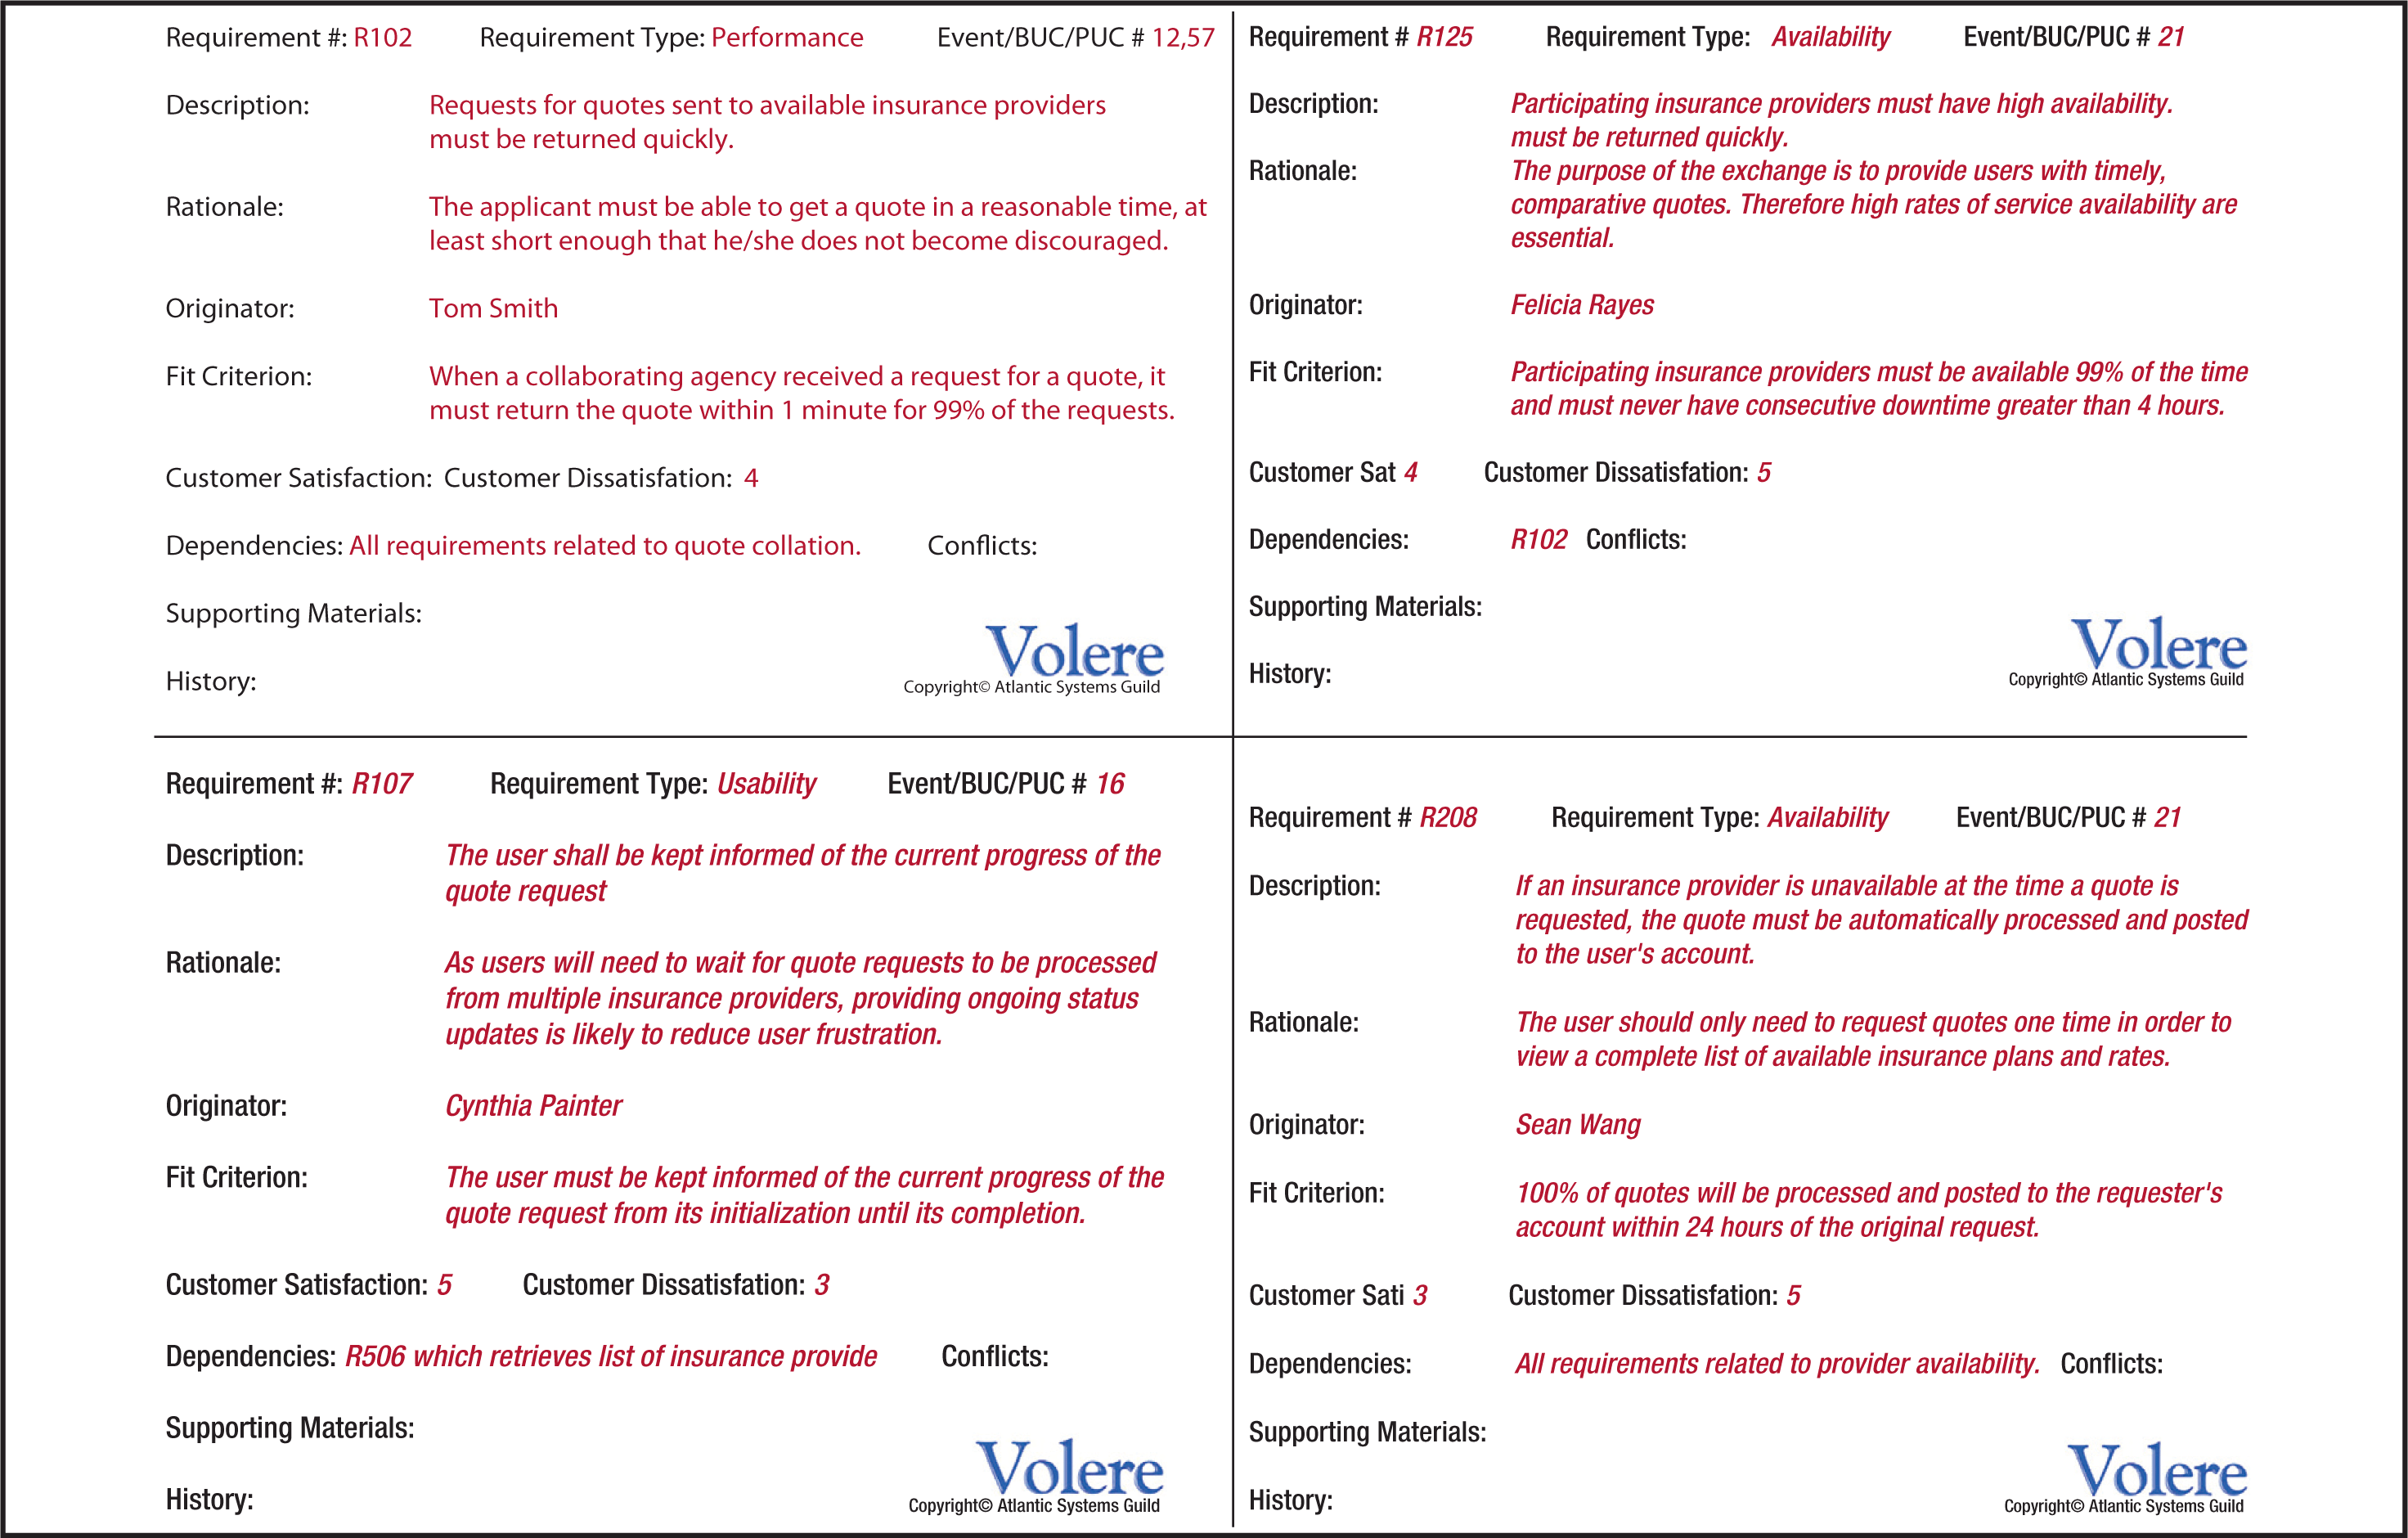 Requirement #: R102 Requirement Type: Performance Event/BUC/PUC # 12,57
Description: Requests for quotes sent to available insurance providers
must be returned quickly.
Rationale: The applicant must be able to get a quote in a reasonable time, at
least short enough that he/she does not become discouraged.
Originator: Tom Smith
Fit Criterion: When a collaborating agency received a request for a quote, it
must return the quote within 1 minute for 99% of the requests.
Customer Satisfaction: Customer Dissatisfation: 4
Dependencies: All requirements related to quote collation. Conflicts:
Supporting Materials:
History:
Volere
Copyright© Atlantic Systems Guild
Requirement # R125 Requirement Type: Availability Event/BUC/PUC # 21
Description: Participating insurance providers must have high availability.
must be returned quickly.
Rationale: The purpose of the exchange is to provide users with timely,
comparative quotes. Therefore high rates of service availability are
essential.
Originator: Felicia Rayes
Fit Criterion: Participating insurance providers must be available 99% of the time
and must never have consecutive downtime greater than 4 hours.
Customer Sat 4 Customer Dissatisfation: 5
Dependencies: R102 Conflicts:
Supporting Materials:
History:
Volere
Copyright© Atlantic Systems Guild
Requirement #: R107 Requirement Type: Usability Event/BUC/PUC # 16
Description: The user shall be kept informed of the current progress of the
quote request
Rationale: As users will need to wait for quote requests to be processed
from multiple insurance providers, providing ongoing status
updates is likely to reduce user frustration.
Originator: Cynthia Painter
Fit Criterion: The user must be kept informed of the current progress of the
quote request from its initialization until its completion.
Customer Satisfaction: 5 Customer Dissatisfation: 3
Dependencies: R506 which retrieves list of insurance provide Conflicts:
Supporting Materials:
History:
Volere
Copyright© Atlantic Systems Guild
Requirement # R208 Requirement Type: Availability Event/BUC/PUC # 21
Description: If an insurance provider is unavailable at the time a quote is
requested, the quote must be automatically processed and posted
to the user's account.
Rationale: The user should only need to request quotes one time in order to
view a complete list of available insurance plans and rates.
Originator: Sean Wang
Fit Criterion: 100% of quotes will be processed and posted to the requester's
account within 24 hours of the original request.
Customer Sati 3 Customer Dissatisfation: 5
Dependencies: All requirements related to provider availability. Conflicts:
Supporting Materials:
History:
Volere
Copyright© Atlantic Systems Guild